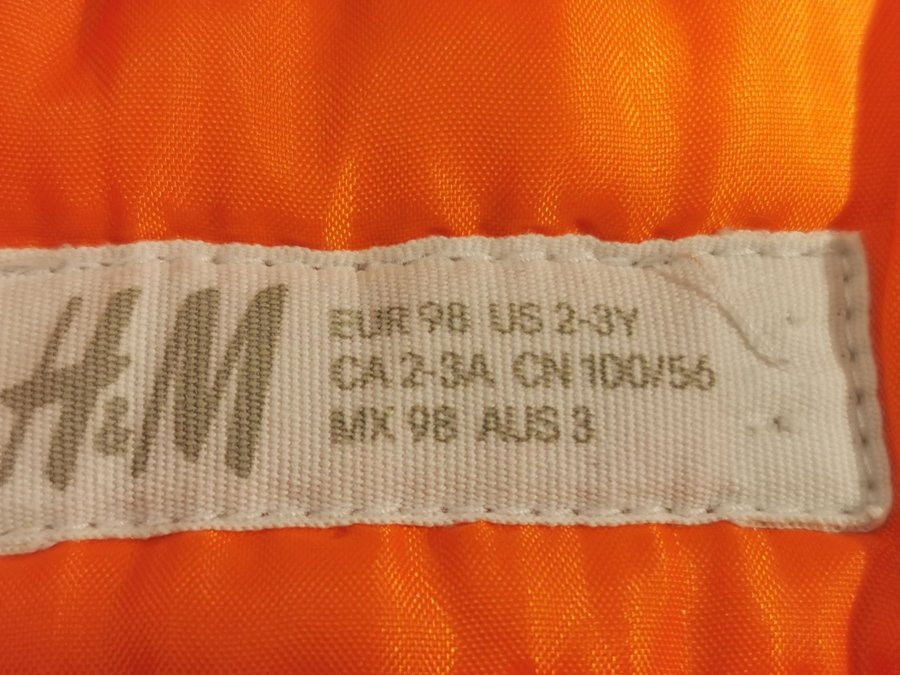 H&M
EUR 98 US 2-3Y
CA 2-3A CN 100/56
MX 98 AUS 3